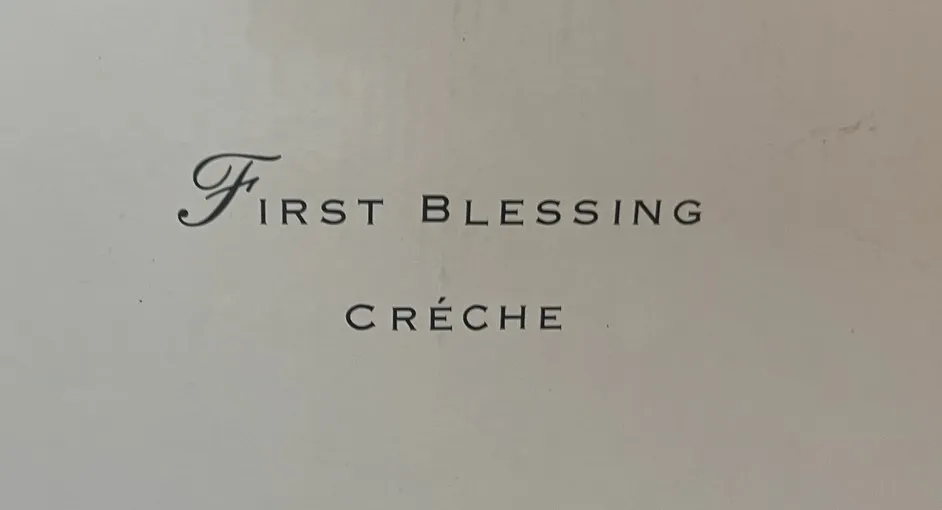 First Blessing
CRÉCHE